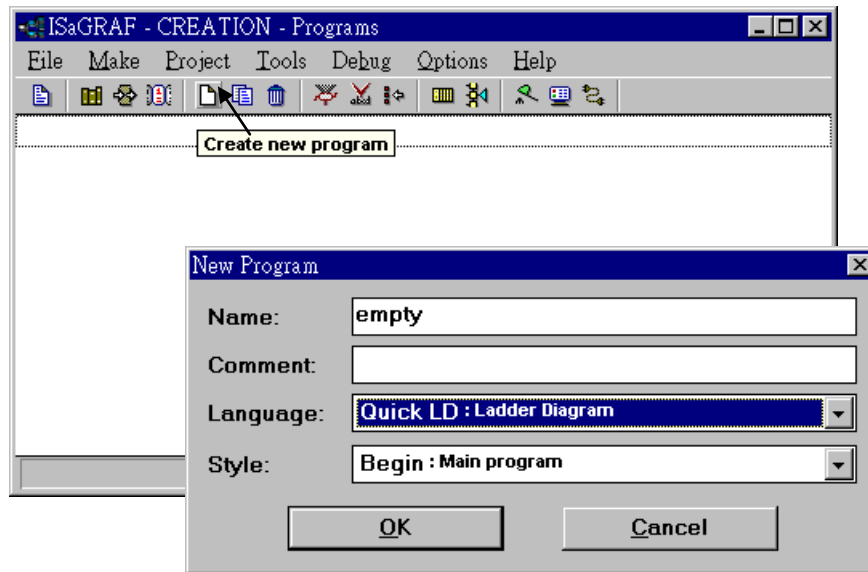 ISaGRAF - CREATION - Programs
File Make Project Tools Debug Options Help
Create new program
New Program
Name: empty
Comment:
Language: Quick LD : Ladder Diagram
Style: Begin : Main program
OK Cancel